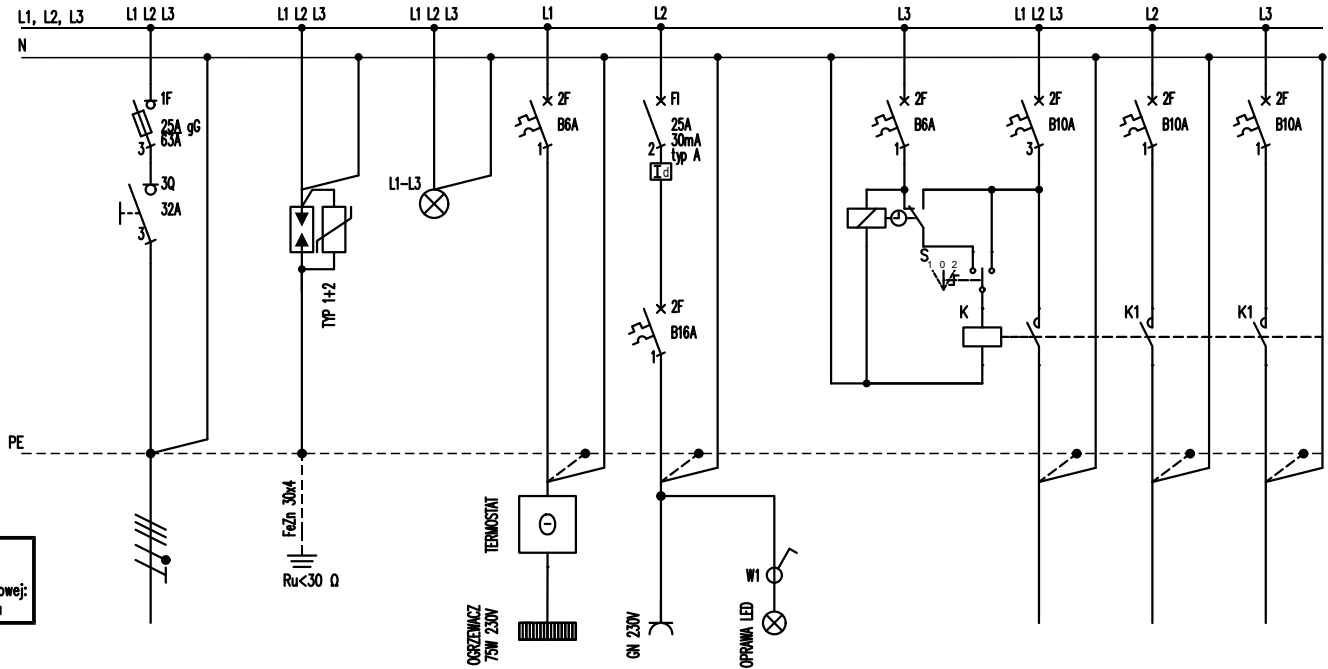 L1, L2, L3
L1 L2 L3
L1 L2 L3
L1 L2 L3
L1
L2
L3
L1 L2 L3
L2
L3
N
1F
25A gG
63A
3
3Q
32A
3
TYP 1+2
L1-L3
2F
B6A
1
FI
25A
30mA
typ A
2
Id
2F
B16A
1
2F
B6A
1
2F
B10A
3
2F
B10A
1
2F
B10A
1
S
1 0 2
K
K1
K1
PE
FeZn 30x4
Ru<30 Ω
TERMOSTAT
OGRZEWACZ
75W 230V
GN 230V
W1
OPRAWA LED
owej: